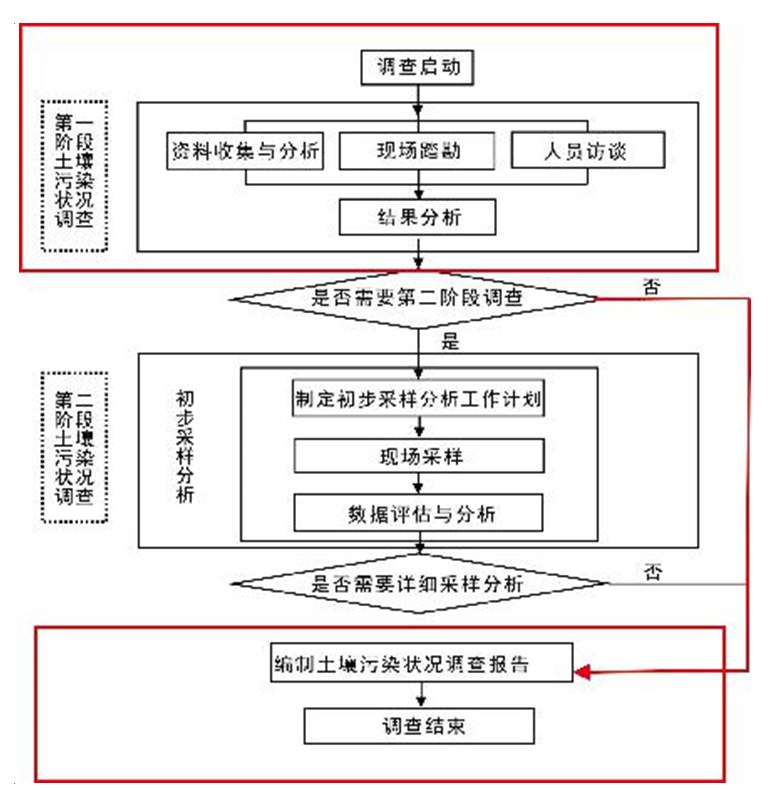 调查启动
第一阶段土壤污染状况调查
资料收集与分析
现场踏勘
人员访谈
结果分析
是否需要第二阶段调查
否
是
第二阶段土壤污染状况调查
初步采样分析
制定初步采样分析工作计划
现场采样
数据评估与分析
是否需要详细采样分析
否
编制土壤污染状况调查报告
调查结束